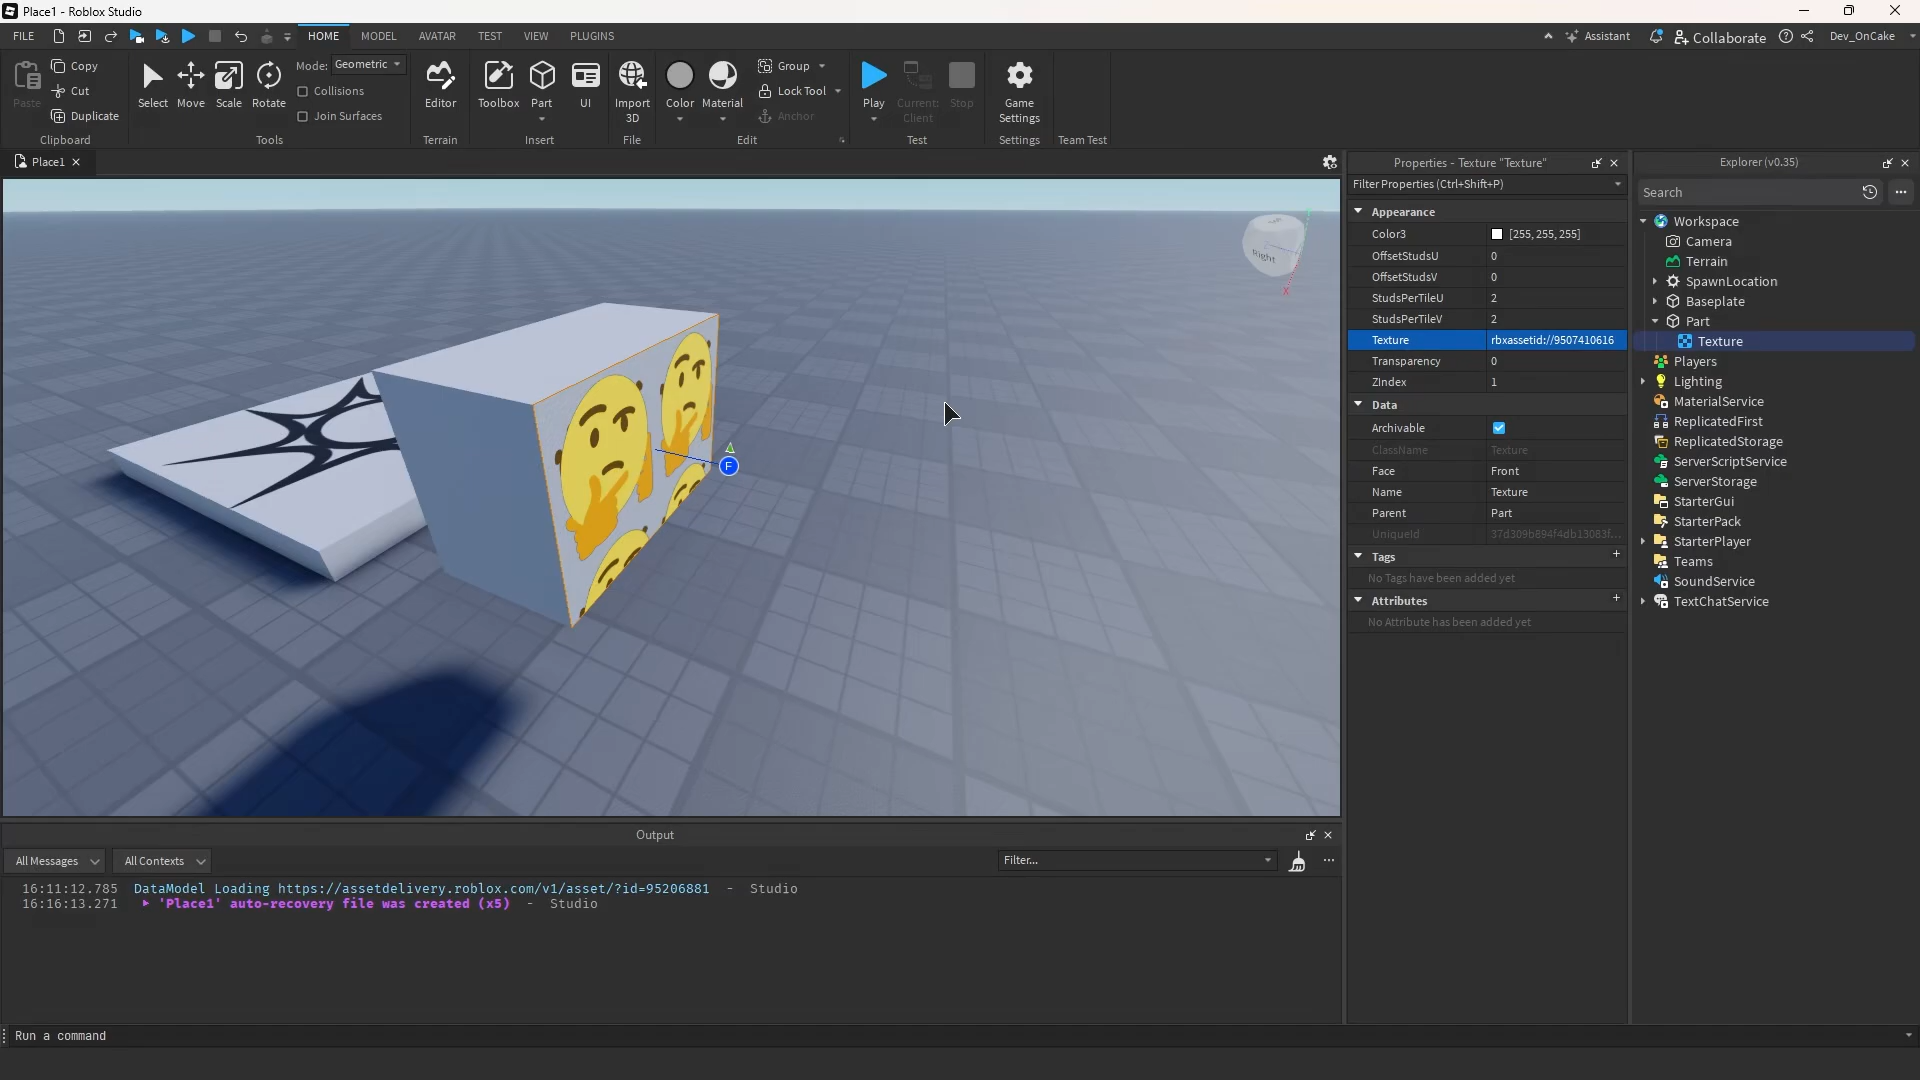 Place1 - Roblox Studio
FILE HOME MODEL AVATAR TEST VIEW PLUGINS Assistant Collaborate Dev_OnCake
Paste Copy Cut Duplicate Clipboard
Select Move Scale Rotate Mode: Geometric Collisions Join Surfaces Tools
Editor Terrain
Toolbox Part UI Insert
Import 3D File
Color Material Group Lock Tool Anchor Edit
Play Current: Client Stop Test
Game Settings Settings
Team Test
Place1
Right
X
F
Properties - Texture "Texture"
Filter Properties (Ctrl+Shift+P)
Appearance
Color3 [255, 255, 255]
OffsetStudsU 0
OffsetStudsV 0
StudsPerTileU 2
StudsPerTileV 2
Texture rbxassetid://9507410616
Transparency 0
ZIndex 1
Data
Archivable
ClassName Texture
Face Front
Name Texture
Parent Part
UniqueId 37d309b894f4db13083f...
Tags +
No Tags have been added yet
Attributes +
No Attribute has been added yet
Explorer (v0.35)
Search
Workspace
Camera
Terrain
SpawnLocation
Baseplate
Part
Texture
Players
Lighting
MaterialService
ReplicatedFirst
ReplicatedStorage
ServerScriptService
ServerStorage
StarterGui
StarterPack
StarterPlayer
Teams
SoundService
TextChatService
Output
All Messages All Contexts Filter...
16:11:12.785 DataModel Loading https://assetdelivery.roblox.com/v1/asset/?id=95206881 - Studio
16:16:13.271 'Place1' auto-recovery file was created (x5) - Studio
Run a command